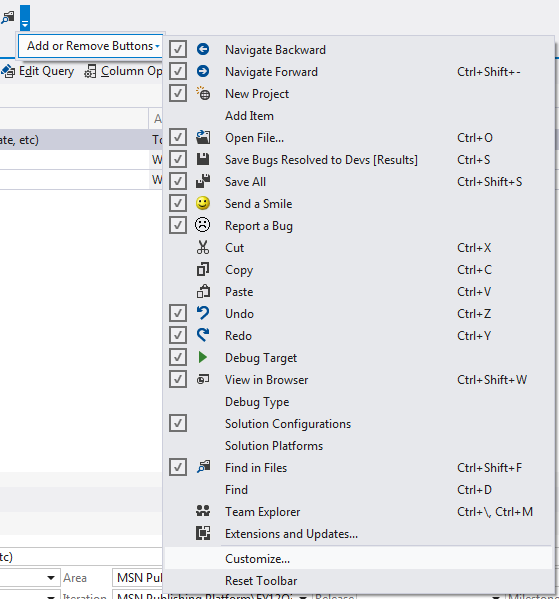 Add or Remove Buttons
Navigate Backward
Edit Query Column Op Navigate Forward Ctrl+Shift+-
New Project
A Add Item
ate, etc) To Open File... Ctrl+O
W Save Bugs Resolved to Devs [Results] Ctrl+S
W Save All Ctrl+Shift+S
Send a Smile
Report a Bug
Cut Ctrl+X
Copy Ctrl+C
Paste Ctrl+V
Undo Ctrl+Z
Redo Ctrl+Y
Debug Target
View in Browser Ctrl+Shift+W
Debug Type
Solution Configurations
Solution Platforms
Find in Files Ctrl+Shift+F
Find Ctrl+D
Team Explorer Ctrl+\, Ctrl+M
Extensions and Updates...
tc) Customize...
Area MSN Pu Reset Toolbar
Iteration MSN Publishing Platform\FY12Q Release Milestone